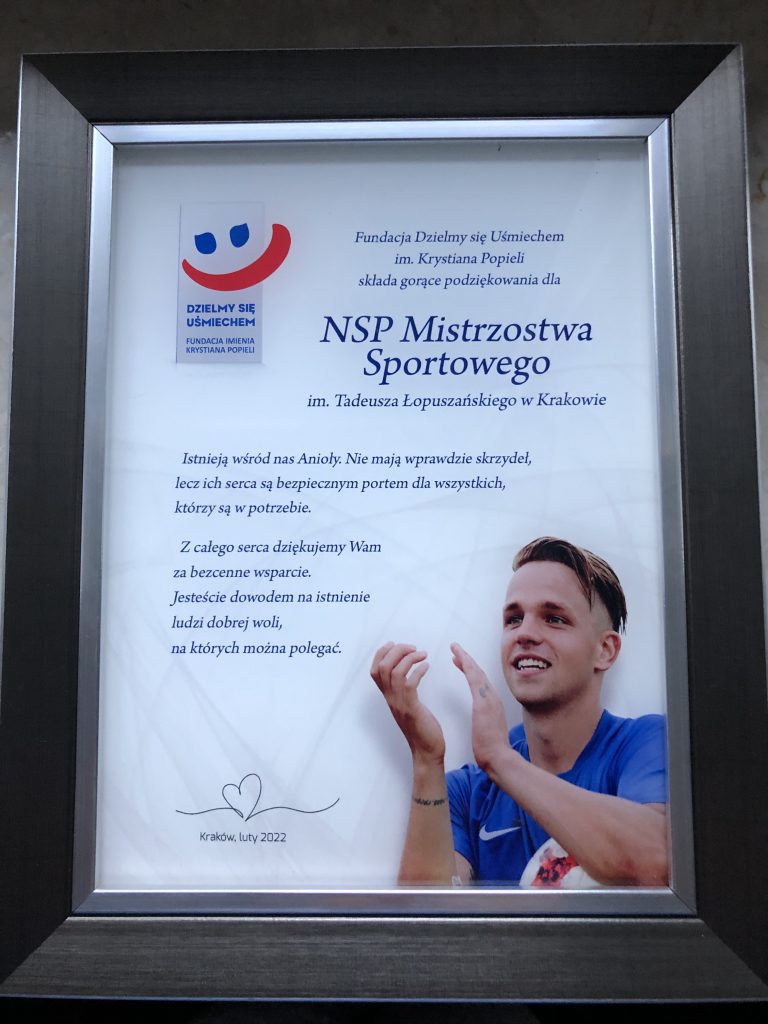 DZIELMY SIĘ
UŚMIECHEM
FUNDACJA IMIENIA
KRYSTIANA POPIELI
Fundacja Dzielmy się Uśmiechem
im. Krystiana Popieli
składa gorące podziękowania dla
NSP Mistrzostwa
Sportowego
im. Tadeusza Łopuszańskiego w Krakowie
Istnieją wśród nas Anioły. Nie mają wprawdzie skrzydeł,
lecz ich serca są bezpiecznym portem dla wszystkich,
którzy są w potrzebie.
Z całego serca dziękujemy Wam
za bezcenne wsparcie.
Jesteście dowodem na istnienie
ludzi dobrej woli,
na których można polegać.
Kraków, luty 2022